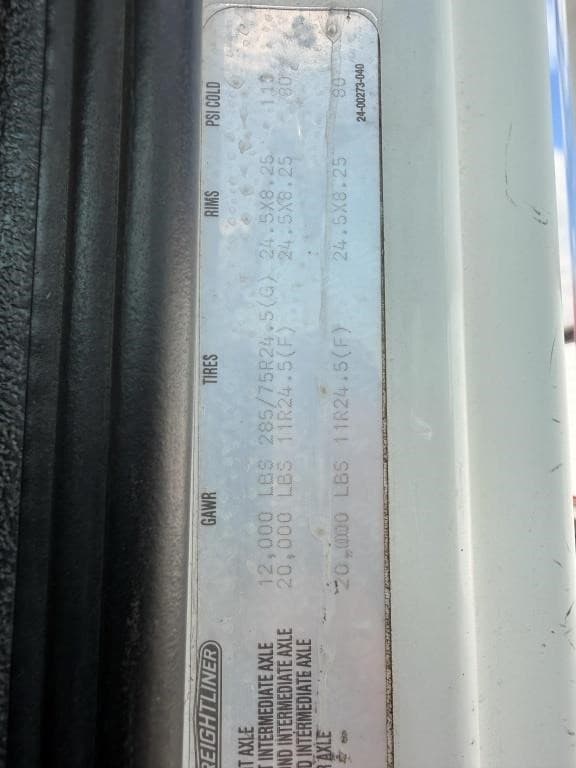 REIGHTLINER GAWR TIRES RIMS PSI COLD
T AXLE 12,000 LBS 285/75R24.5(G) 24.5X8.25
T INTERMEDIATE AXLE 20,000 LBS 11R24.5(F) 24.5X8.25 80
ND INTERMEDIATE AXLE
ND INTERMEDIATE AXLE
R AXLE 20,000 LBS 11R24.5(F) 24.5X8.25 80
24-00273-040